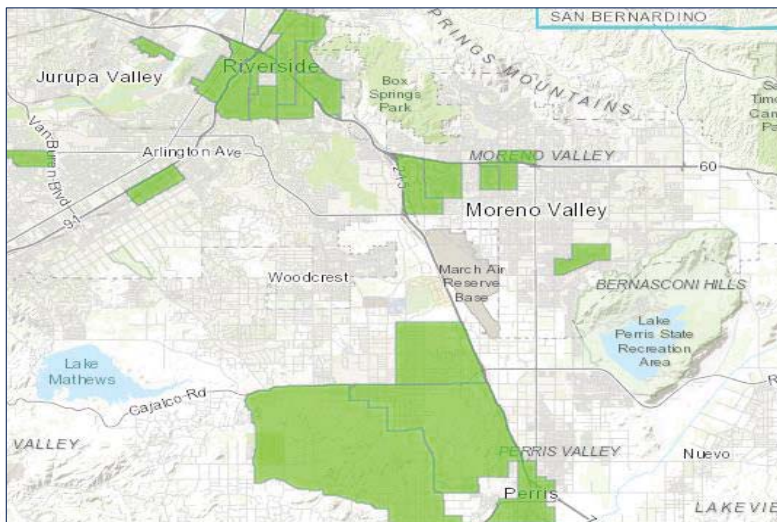 SAN BERNARDINO
SPRINGS MOUNTAINS
Jurupa Valley
Riverside
Box
Springs
Park
Van Buren Blvd
Arlington Ave
91
215
MORENO VALLEY
60
Moreno Valley
Woodcrest
March Air
Reserve
Base
BERNASCONI HILLS
Lake
Perris State
Recreation
Area
Lake
Mathews
Cajalco Rd
VALLEY
PERRIS VALLEY
Nuevo
Perris
LAKEVIEW